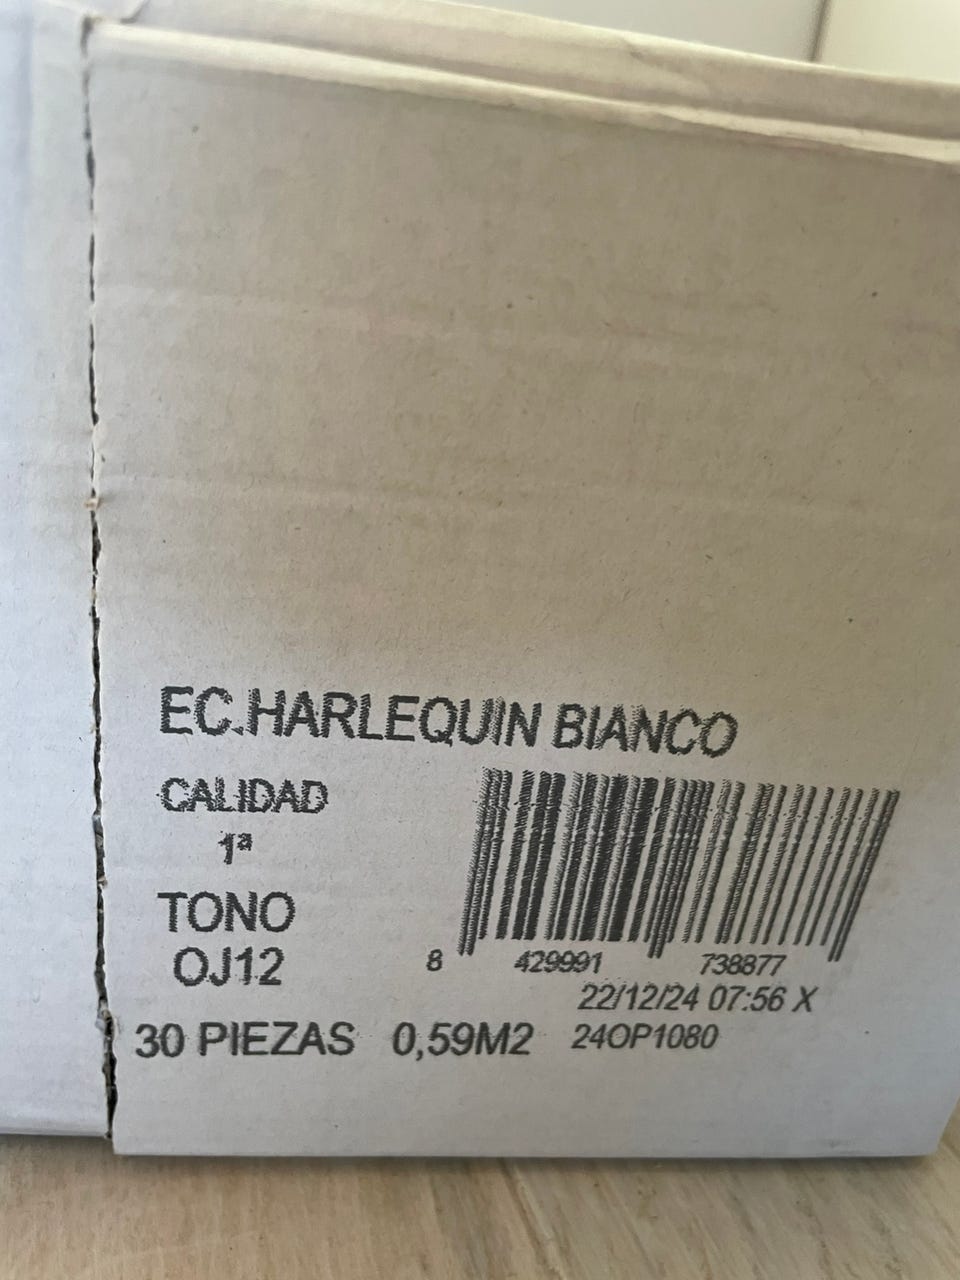 EC.HARLEQUIN BIANCO
CALIDAD
1ª
TONO
OJ12
8 429991 738877
22/12/24 07:56 X
30 PIEZAS 0,59M2 24OP1080